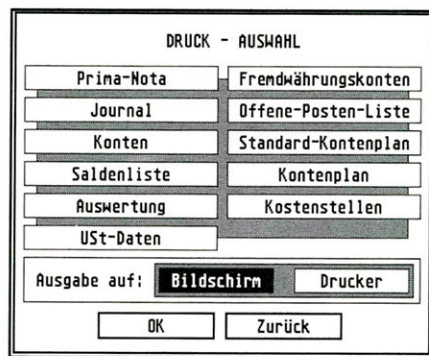 DRUCK - AUSWAHL
Prima-Nota Fremdwährungskonten
Journal Offene-Posten-Liste
Konten Standard-Kontenplan
Saldenliste Kontenplan
Auswertung Kostenstellen
USt-Daten
Ausgabe auf: Bildschirm Drucker
OK Zurück